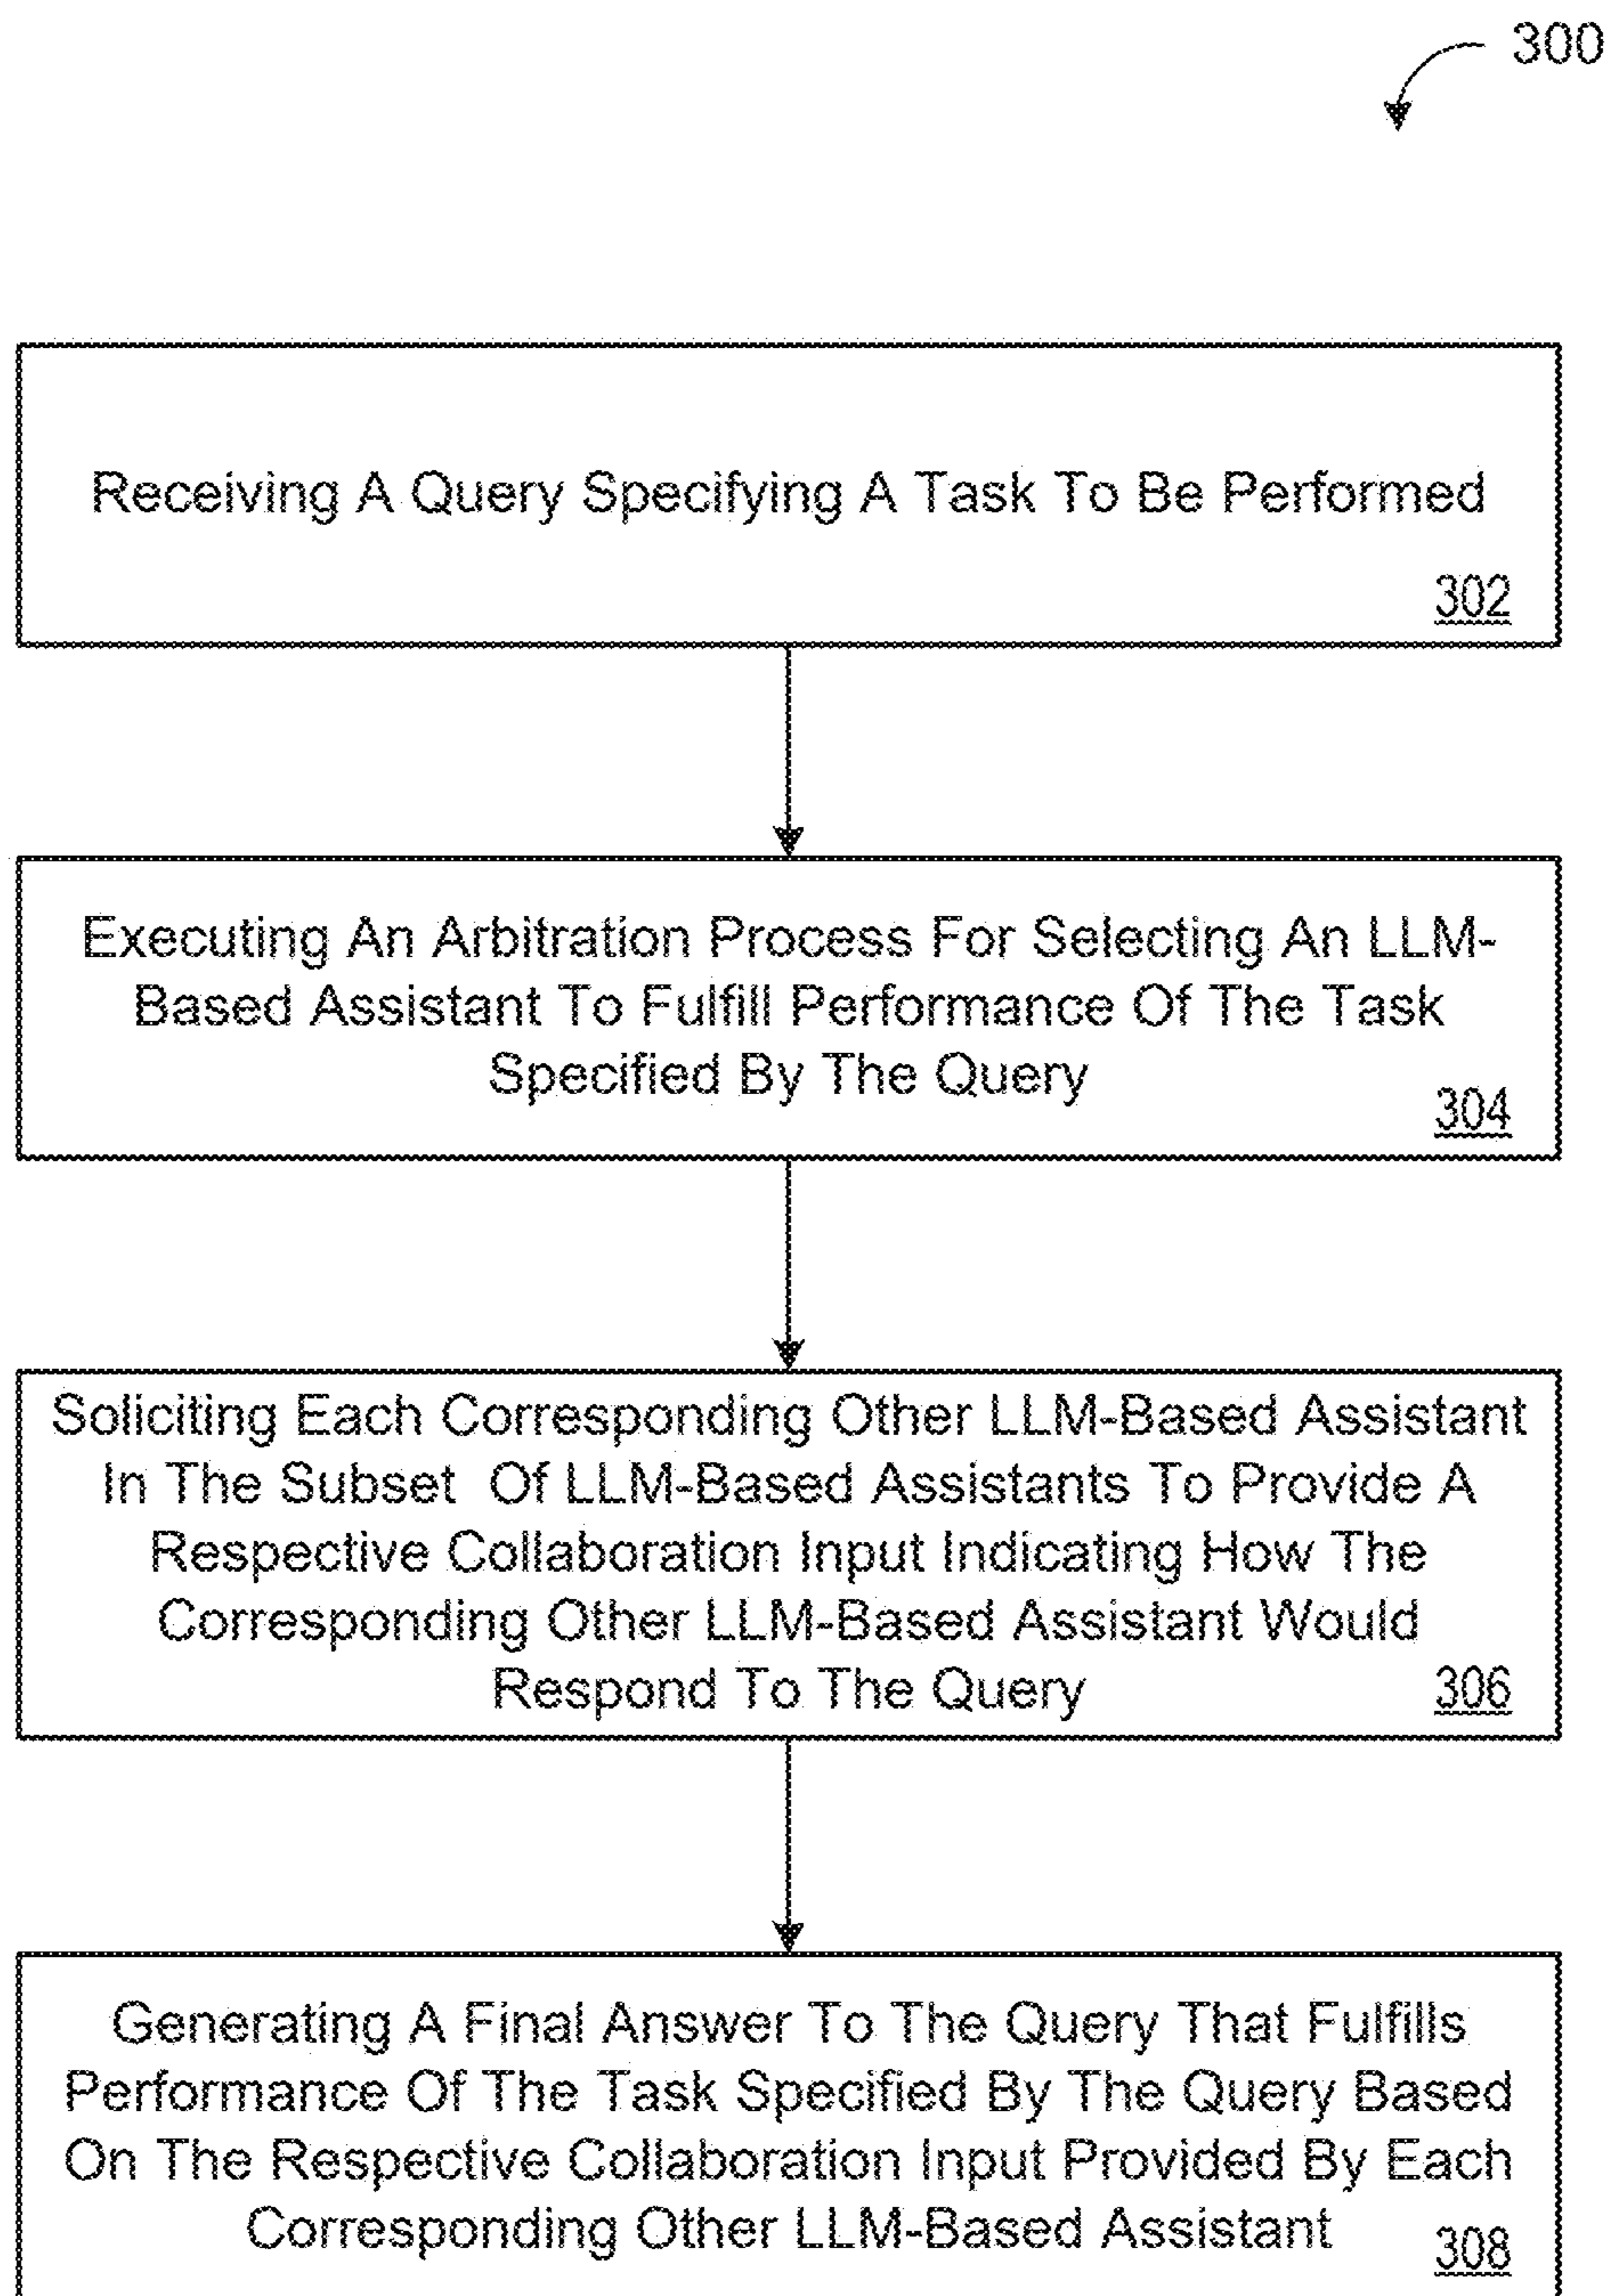 300
Receiving A Query Specifying A Task To Be Performed
302
Executing An Arbitration Process For Selecting An LLM-
Based Assistant To Fulfill Performance Of The Task
Specified By The Query
304
Soliciting Each Corresponding Other LLM-Based Assistant
In The Subset Of LLM-Based Assistants To Provide A
Respective Collaboration Input Indicating How The
Corresponding Other LLM-Based Assistant Would
Respond To The Query
306
Generating A Final Answer To The Query That Fulfills
Performance Of The Task Specified By The Query Based
On The Respective Collaboration Input Provided By Each
Corresponding Other LLM-Based Assistant
308